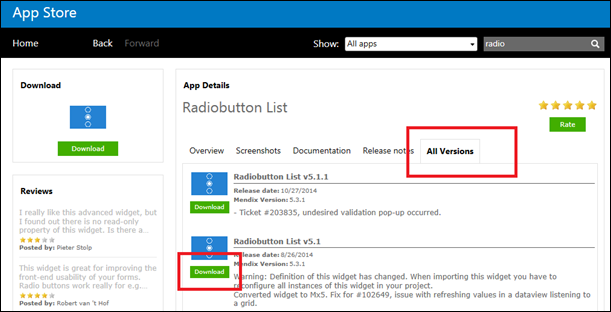 App Store
Home Back Forward Show: All apps radio
Download
Download
Reviews
I really like this advanced widget, but
I found out there is no read-only
property of this widget. Is there a...
Posted by: Pieter Stolp
This widget is great for improving the
front-end usability of your forms.
Radio buttons work really for e.g...
Posted by: Robert van 't Hof
App Details
Radiobutton List
Rate
Overview Screenshots Documentation Release notes All Versions
Radiobutton List v5.1.1
Release date: 10/27/2014
Mendix Version: 5.3.1
Download
- Ticket #203835, undesired validation pop-up occurred.
Radiobutton List v5.1
Release date: 8/26/2014
Mendix Version: 5.3.1
Download
Warning: Definition of this widget has changed. When importing this widget you have to
reconfigure all instances of this widget in your project.
Converted widget to Mx5. Fix for #102649, issue with refreshing values in a dataview listening to
a grid.